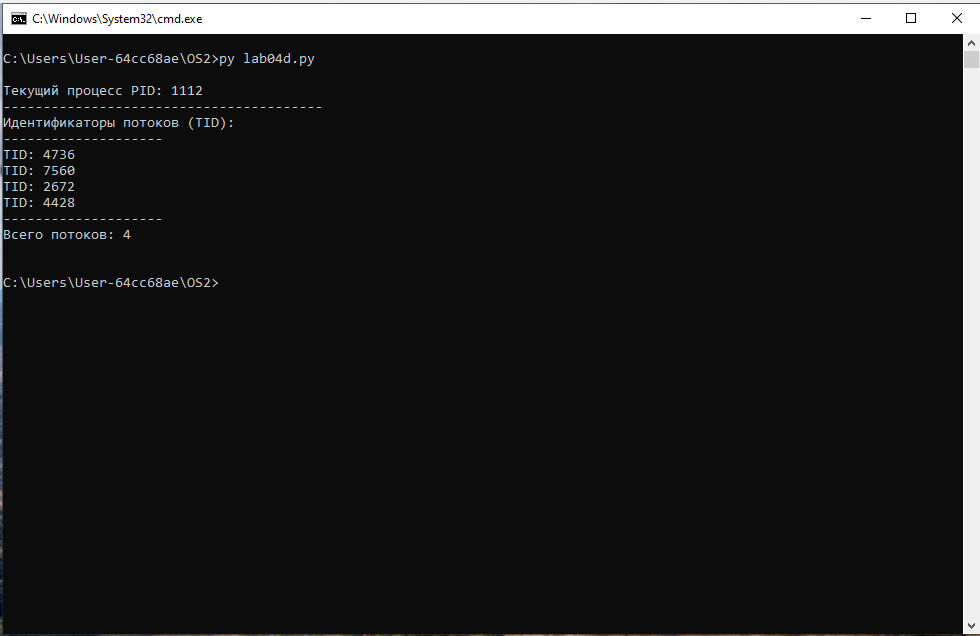 C:\Windows\System32\cmd.exe
C:\Users\User-64cc68ae\OS2>py lab04d.py
Текущий процесс PID: 1112
----------------------------------------
Идентификаторы потоков (TID):
--------------------
TID: 4736
TID: 7560
TID: 2672
TID: 4428
--------------------
Всего потоков: 4
C:\Users\User-64cc68ae\OS2>